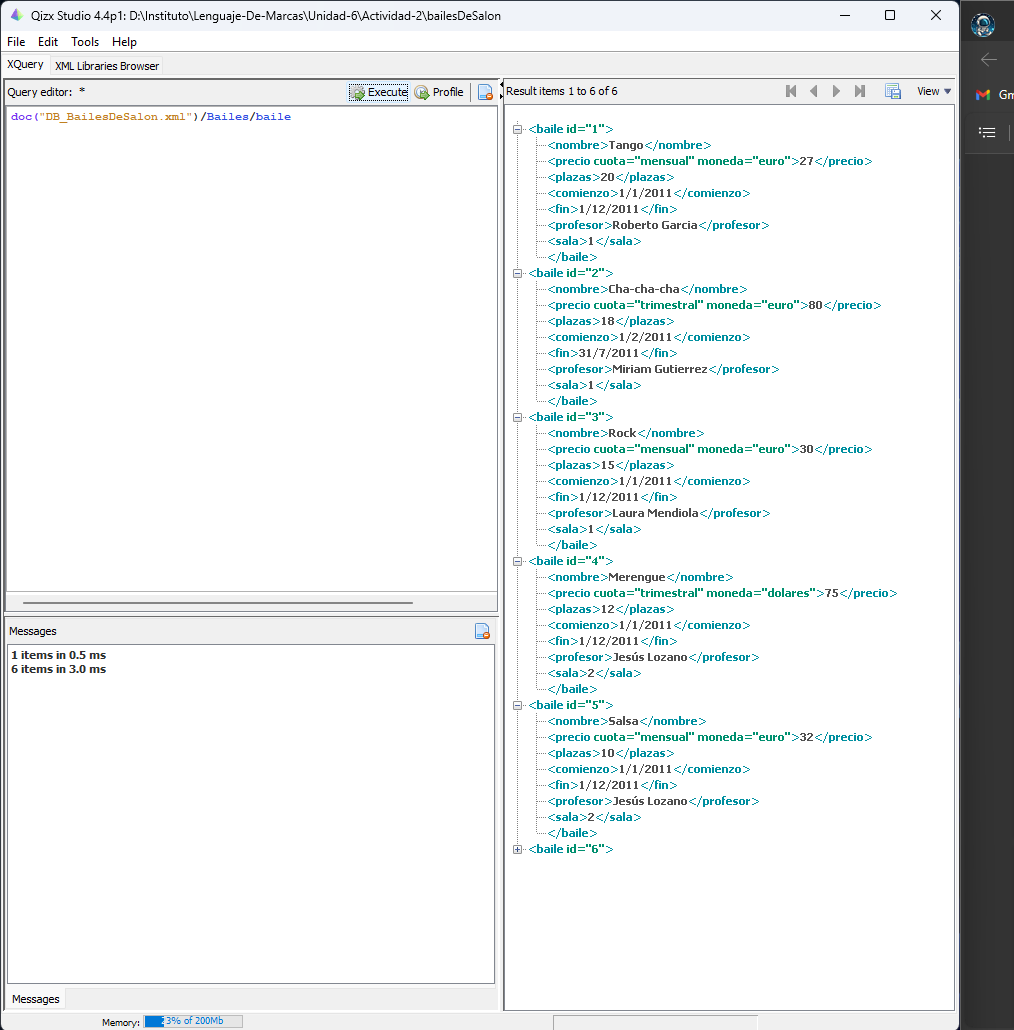 Qizx Studio 4.4p1: D:\Instituto\Lenguaje-De-Marcas\Unidad-6\Actividad-2\bailesDeSalon
File Edit Tools Help
XQuery XML Libraries Browser
Query editor: * Execute Profile
doc("DB_BailesDeSalon.xml")/Bailes/baile
Messages
1 items in 0.5 ms
6 items in 3.0 ms
Messages
Memory: 23% of 200Mb
Result items 1 to 6 of 6 View
<baile id="1">
<nombre>Tango</nombre>
<precio cuota="mensual" moneda="euro">27</precio>
<plazas>20</plazas>
<comienzo>1/1/2011</comienzo>
<fin>1/12/2011</fin>
<profesor>Roberto Garcia</profesor>
<sala>1</sala>
</baile>
<baile id="2">
<nombre>Cha-cha-cha</nombre>
<precio cuota="trimestral" moneda="euro">80</precio>
<plazas>18</plazas>
<comienzo>1/2/2011</comienzo>
<fin>31/7/2011</fin>
<profesor>Miriam Gutierrez</profesor>
<sala>1</sala>
</baile>
<baile id="3">
<nombre>Rock</nombre>
<precio cuota="mensual" moneda="euro">30</precio>
<plazas>15</plazas>
<comienzo>1/1/2011</comienzo>
<fin>1/12/2011</fin>
<profesor>Laura Mendiola</profesor>
<sala>1</sala>
</baile>
<baile id="4">
<nombre>Merengue</nombre>
<precio cuota="trimestral" moneda="dolares">75</precio>
<plazas>12</plazas>
<comienzo>1/1/2011</comienzo>
<fin>1/12/2011</fin>
<profesor>Jesús Lozano</profesor>
<sala>2</sala>
</baile>
<baile id="5">
<nombre>Salsa</nombre>
<precio cuota="mensual" moneda="euro">32</precio>
<plazas>10</plazas>
<comienzo>1/1/2011</comienzo>
<fin>1/12/2011</fin>
<profesor>Jesús Lozano</profesor>
<sala>2</sala>
</baile>
<baile id="6">
Gm